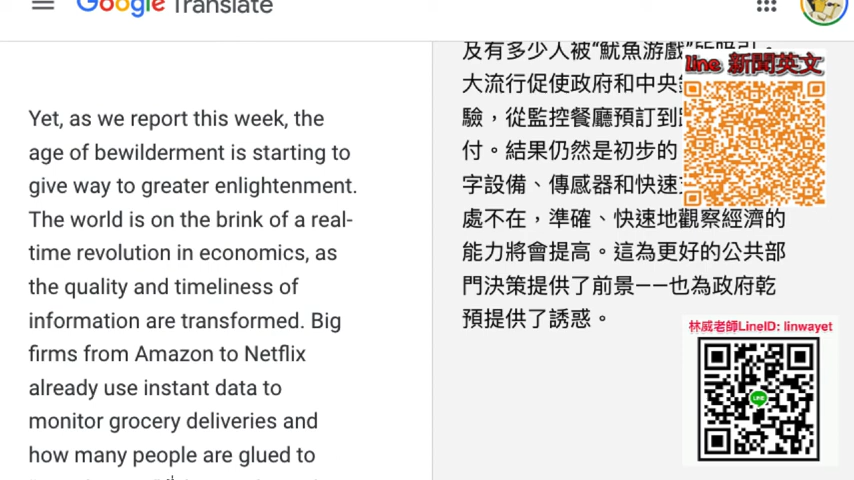 Google Translate
Yet, as we report this week, the
age of bewilderment is starting to
give way to greater enlightenment.
The world is on the brink of a real-
time revolution in economics, as
the quality and timeliness of
information are transformed. Big
firms from Amazon to Netflix
already use instant data to
monitor grocery deliveries and
how many people are glued to
及有多少人被“魷魚游戲”所吸引。
大流行促使政府和中央
驗，從監控餐廳預訂到
付。結果仍然是初步的
字設備、傳感器和快速
處不在，準確、快速地觀察經濟的
能力將會提高。這為更好的公共部
門決策提供了前景——也為政府乾
預提供了誘惑。
line 新聞英文
林威老師LineID: linwayet
LINE